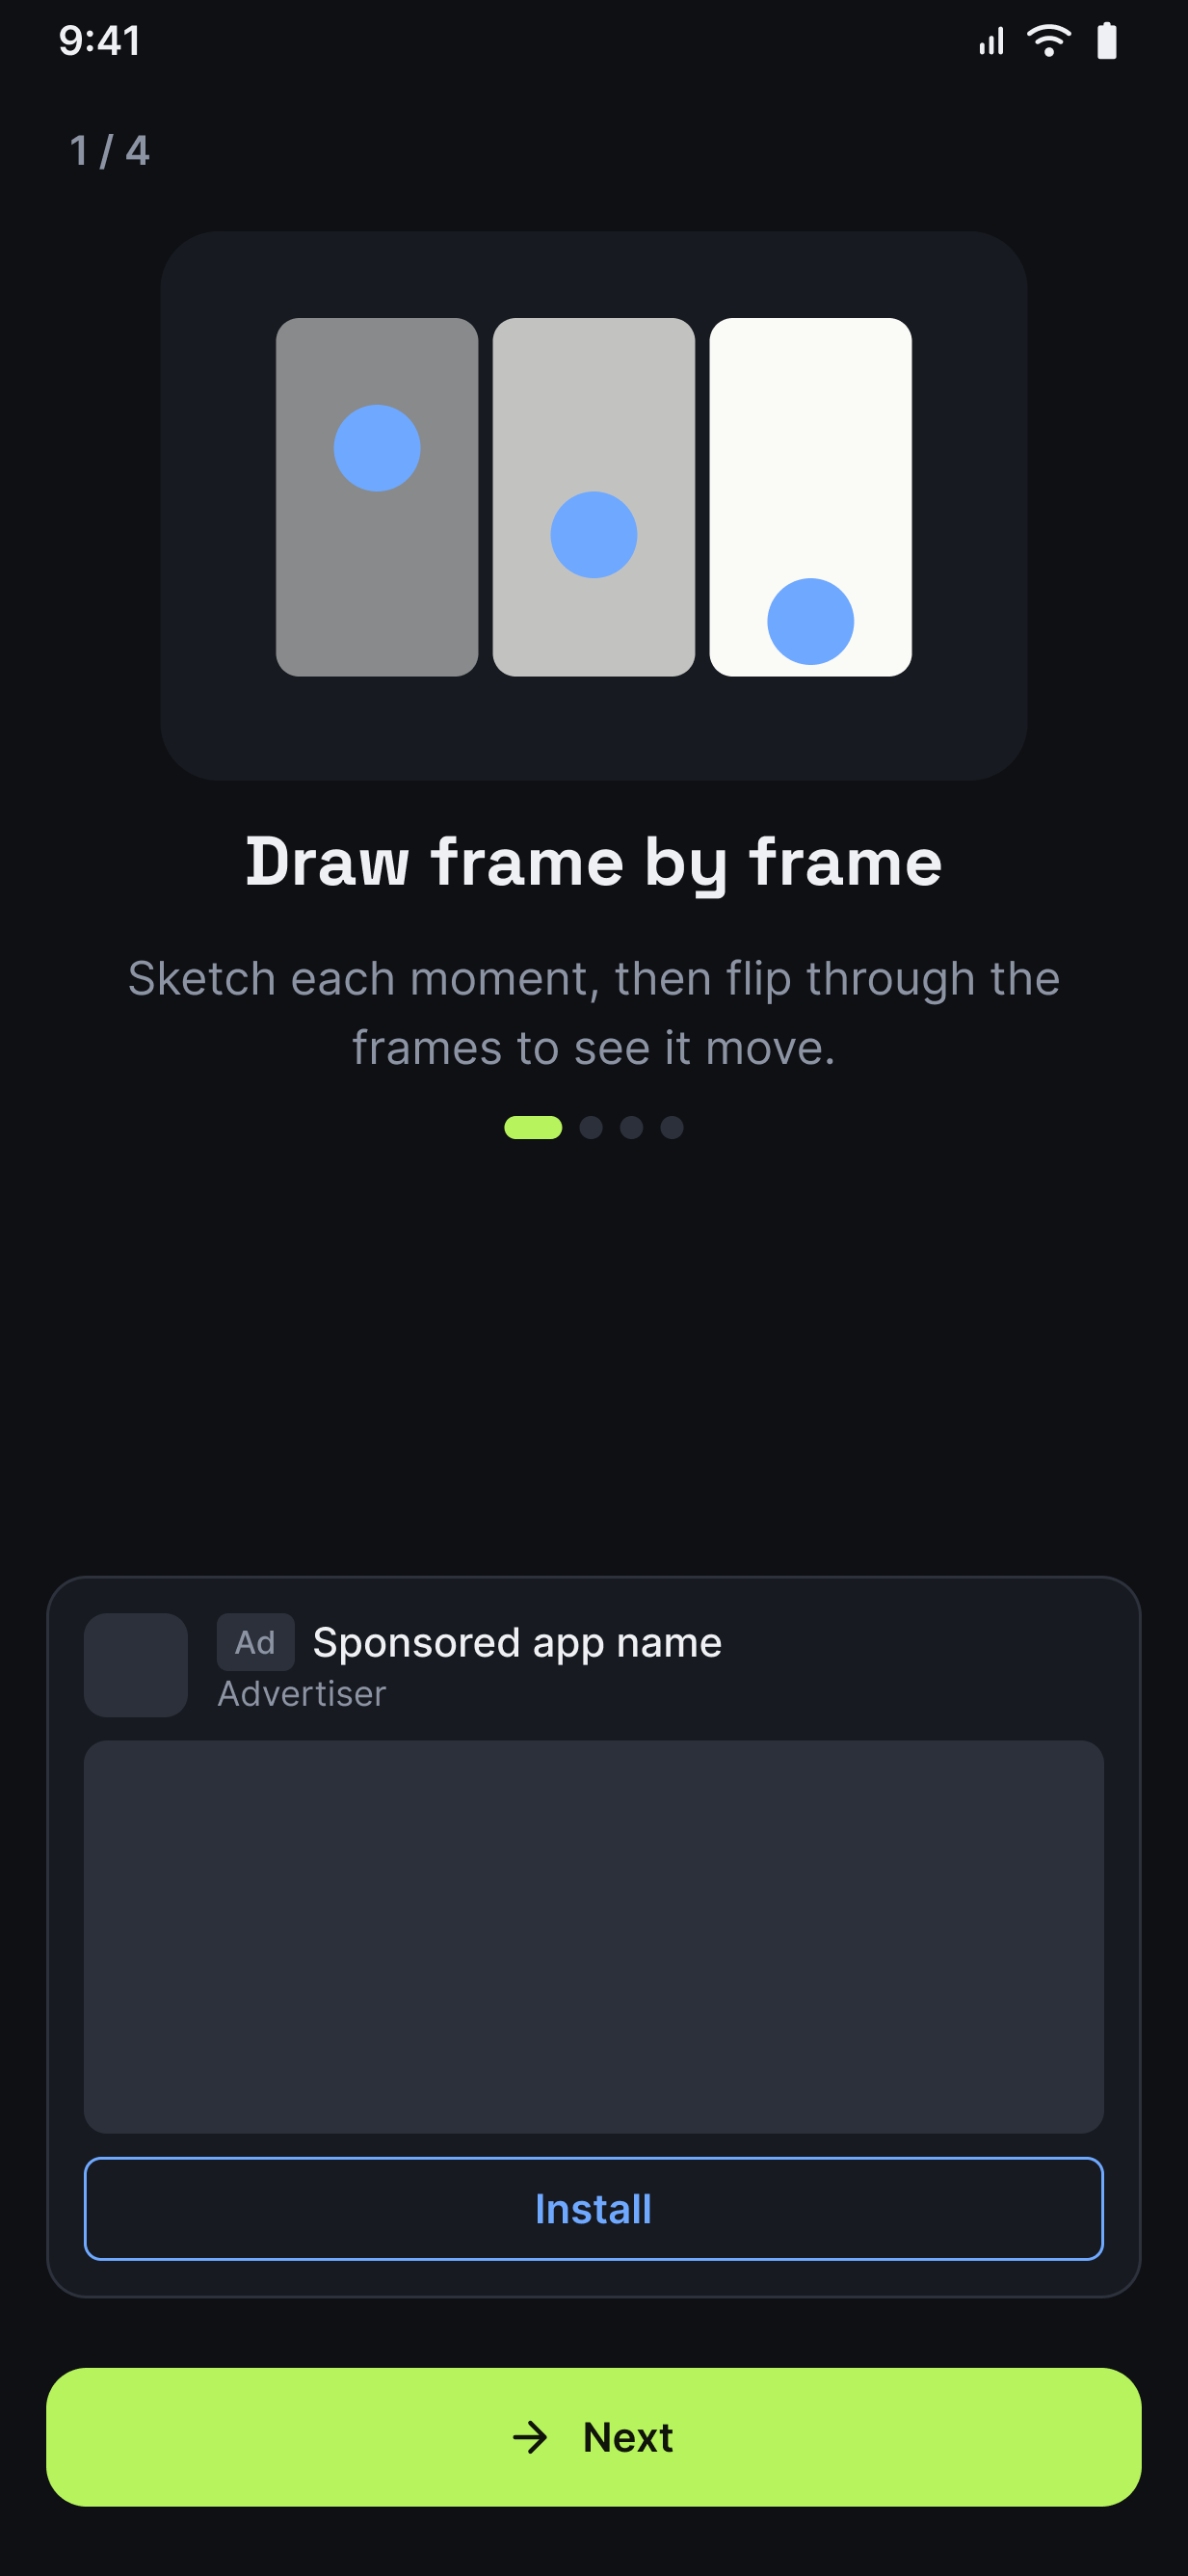 9:41
1 / 4
Draw frame by frame
Sketch each moment, then flip through the
frames to see it move.
Ad Sponsored app name
Advertiser
Install
Next